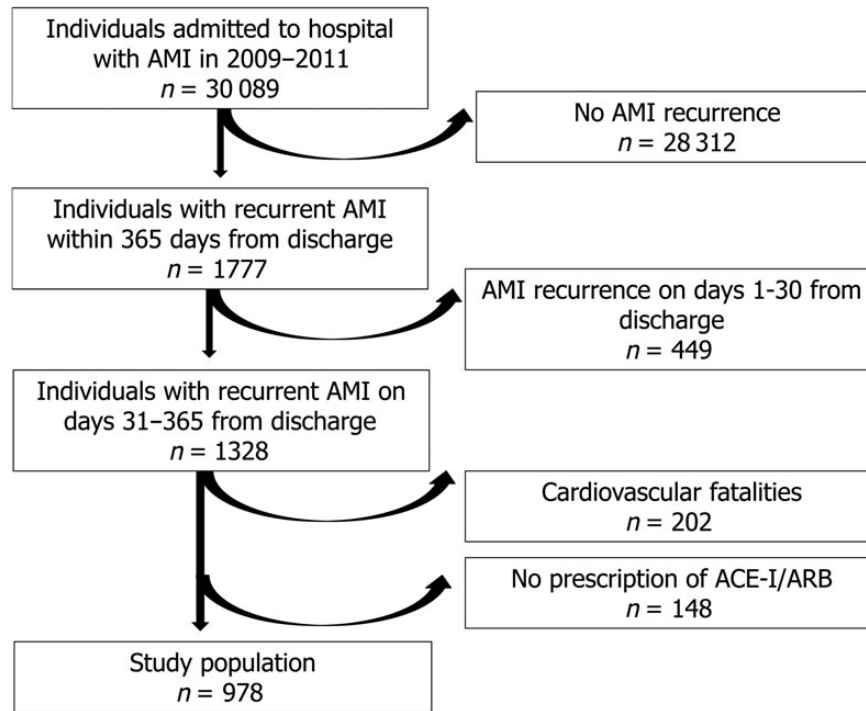 Individuals admitted to hospital
with AMI in 2009–2011
n = 30 089
No AMI recurrence
n = 28 312
Individuals with recurrent AMI
within 365 days from discharge
n = 1777
AMI recurrence on days 1-30 from
discharge
n = 449
Individuals with recurrent AMI on
days 31–365 from discharge
n = 1328
Cardiovascular fatalities
n = 202
No prescription of ACE-I/ARB
n = 148
Study population
n = 978